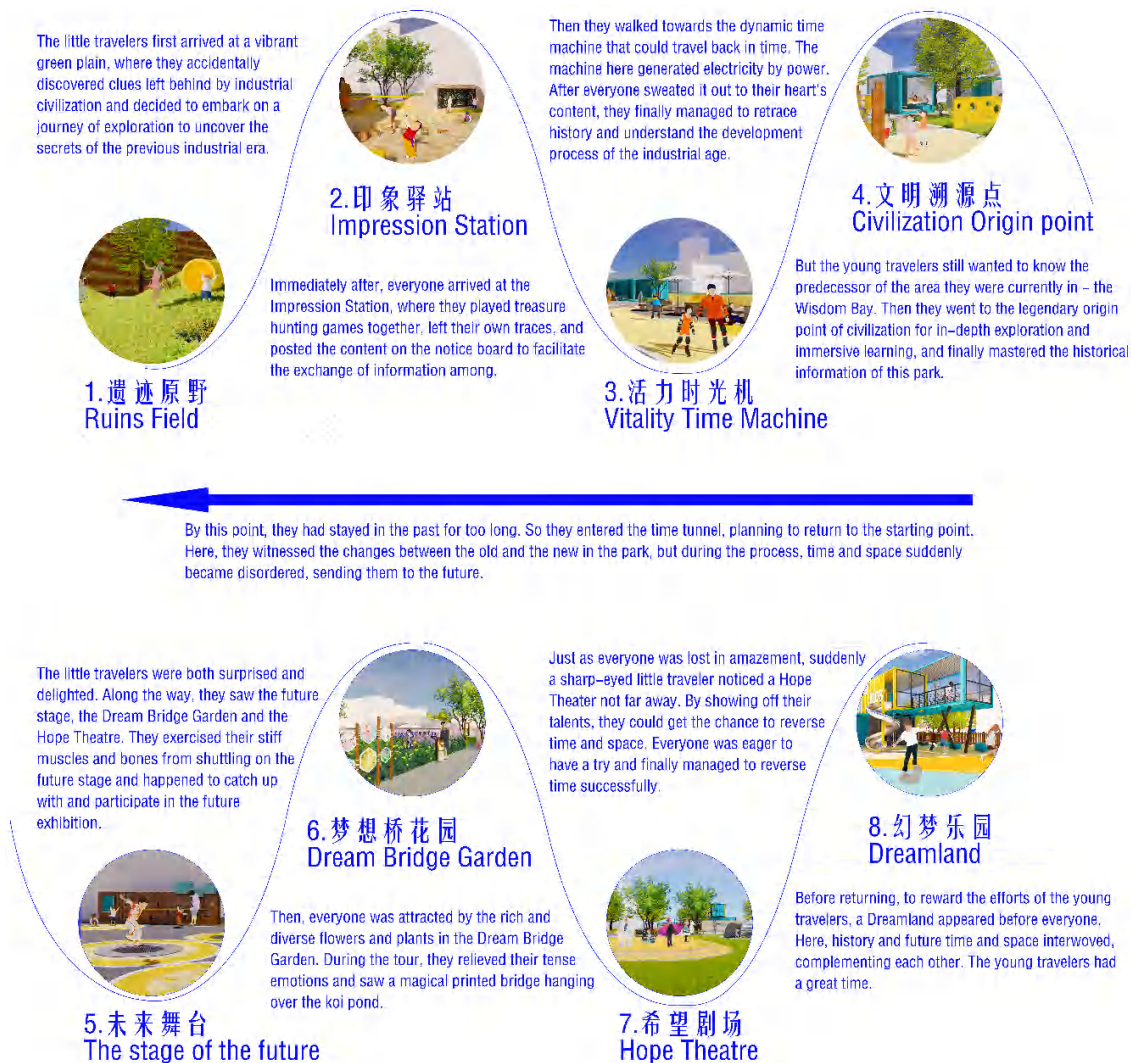 The little travelers first arrived at a vibrant
green plain, where they accidentally
discovered clues left behind by industrial
civilization and decided to embark on a
journey of exploration to uncover the
secrets of the previous industrial era.
1.遗迹原野
Ruins Field
2.印象驿站
Impression Station
Immediately after, everyone arrived at the
Impression Station, where they played treasure
hunting games together, left their own traces, and
posted the content on the notice board to facilitate
the exchange of information among.
Then they walked towards the dynamic time
machine that could travel back in time. The
machine here generated electricity by power.
After everyone sweated it out to their heart's
content, they finally managed to retrace
history and understand the development
process of the industrial age.
3.活力时光机
Vitality Time Machine
4.文明溯源点
Civilization Origin point
But the young travelers still wanted to know the
predecessor of the area they were currently in – the
Wisdom Bay. Then they went to the legendary origin
point of civilization for in–depth exploration and
immersive learning, and finally mastered the historical
information of this park.
By this point, they had stayed in the past for too long. So they entered the time tunnel, planning to return to the starting point.
Here, they witnessed the changes between the old and the new in the park, but during the process, time and space suddenly
became disordered, sending them to the future.
The little travelers were both surprised and
delighted. Along the way, they saw the future
stage, the Dream Bridge Garden and the
Hope Theatre. They exercised their stiff
muscles and bones from shuttling on the
future stage and happened to catch up
with and participate in the future
exhibition.
5.未来舞台
The stage of the future
6.梦想桥花园
Dream Bridge Garden
Then, everyone was attracted by the rich and
diverse flowers and plants in the Dream Bridge
Garden. During the tour, they relieved their tense
emotions and saw a magical printed bridge hanging
over the koi pond.
Just as everyone was lost in amazement, suddenly
a sharp–eyed little traveler noticed a Hope
Theater not far away. By showing off their
talents, they could get the chance to reverse
time and space. Everyone was eager to
have a try and finally managed to reverse
time successfully.
7.希望剧场
Hope Theatre
8.幻梦乐园
Dreamland
Before returning, to reward the efforts of the young
travelers, a Dreamland appeared before everyone.
Here, history and future time and space interwoved,
complementing each other. The young travelers had
a great time.